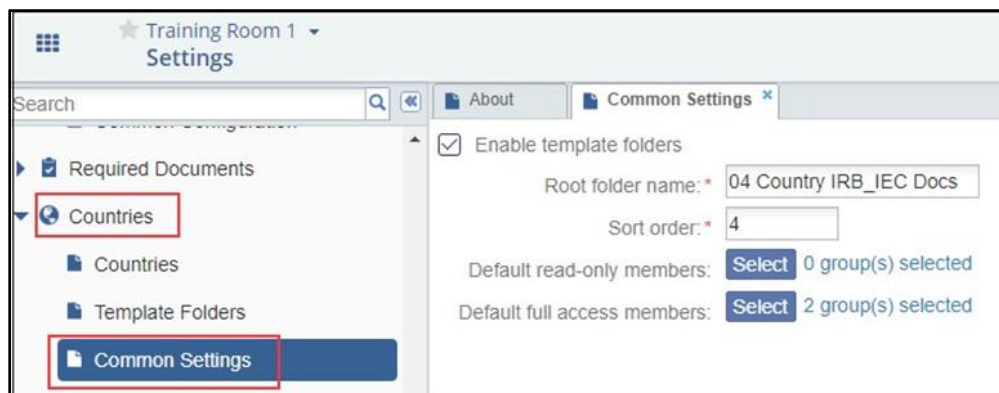 Training Room 1
Settings
Search
About
Common Settings
Required Documents
Countries
Countries
Template Folders
Common Settings
Enable template folders
Root folder name:* 04 Country IRB_IEC Docs
Sort order:* 4
Default read-only members: Select 0 group(s) selected
Default full access members: Select 2 group(s) selected